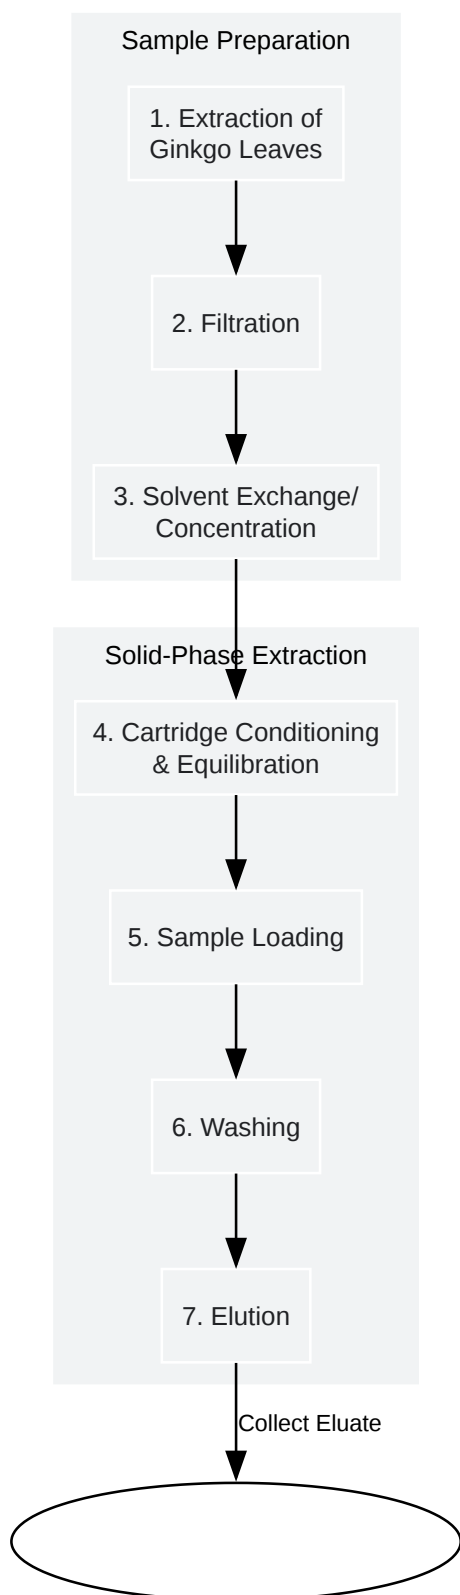 Sample Preparation
1. Extraction of
Ginkgo Leaves
2. Filtration
3. Solvent Exchange/
Concentration
Solid-Phase Extraction
4. Cartridge Conditioning
& Equilibration
5. Sample Loading
6. Washing
7. Elution
Collect Eluate